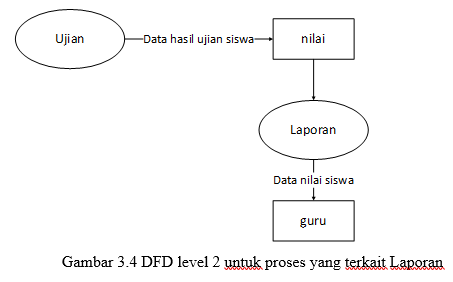 Ujian
Data hasil ujian siswa
nilai
Laporan
Data nilai siswa
guru
Gambar 3.4 DFD level 2 untuk proses yang terkait Laporan